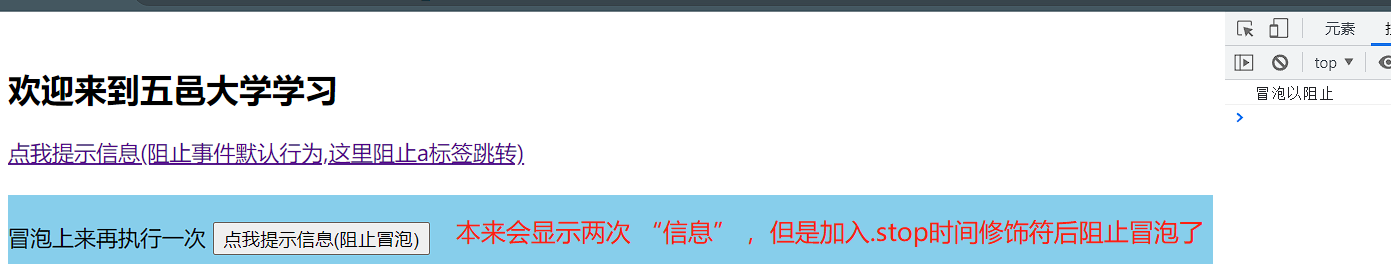 元素
top
冒泡以阻止
欢迎来到五邑大学学习
点我提示信息(阻止事件默认行为,这里阻止a标签跳转)
冒泡上来再执行一次 点我提示信息(阻止冒泡) 本来会显示两次 “信息” ，但是加入.stop时间修饰符后阻止冒泡了